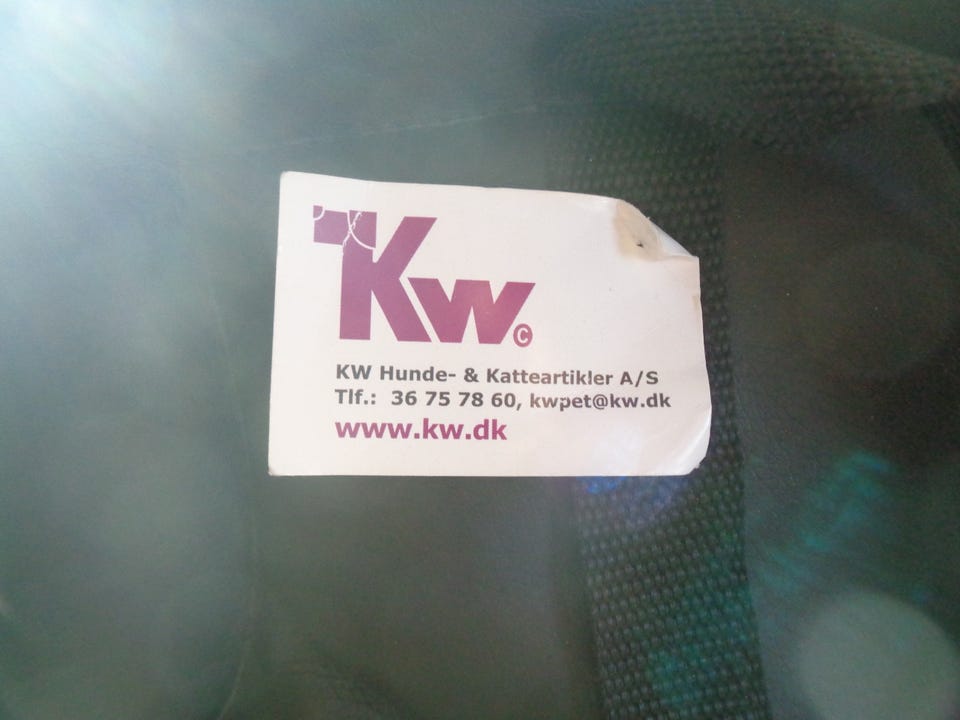 Kw©
KW Hunde- & Katteartikler A/S
Tlf.: 36 75 78 60, kwpet@kw.dk
www.kw.dk